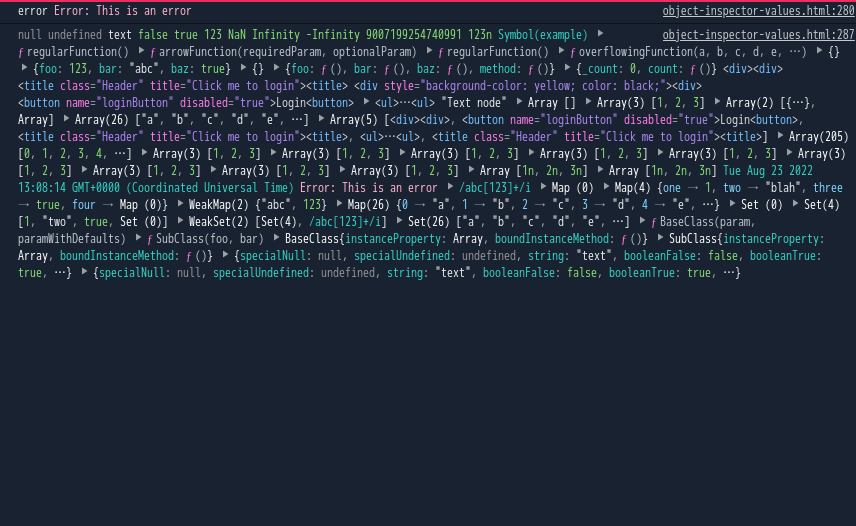 error Error: This is an error object-inspector-values.html:280
null undefined text false true 123 NaN Infinity -Infinity 9007199254740991 123n Symbol(example) ▶ object-inspector-values.html:287
ƒ regularFunction() ▶ ƒ arrowFunction(requiredParam, optionalParam) ▶ ƒ regularFunction() ▶ ƒ overflowingFunction(a, b, c, d, e, …) ▶ {}
▶ {foo: 123, bar: "abc", baz: true} ▶ {} ▶ {foo: ƒ(), bar: ƒ(), baz: ƒ(), method: ƒ()} ▶ {_count: 0, count: ƒ()} <div><div>
<title class="Header" title="Click me to login"><title> <div style="background-color: yellow; color: black;"><div>
<button name="loginButton" disabled="true">Login<button> ▶ <ul>…<ul> "Text node" ▶ Array [] ▶ Array(3) [1, 2, 3] ▶ Array(2) [{…},
Array] ▶ Array(26) ["a", "b", "c", "d", "e", …] ▶ Array(5) [<div><div>, <button name="loginButton" disabled="true">Login<button>,
<title class="Header" title="Click me to login"><title>, <ul>…<ul>, <title class="Header" title="Click me to login"><title>] ▶ Array(205)
[0, 1, 2, 3, 4, …] ▶ Array(3) [1, 2, 3] ▶ Array(3) [1, 2, 3] ▶ Array(3) [1, 2, 3] ▶ Array(3) [1, 2, 3] ▶ Array(3) [1, 2, 3] ▶ Array(3)
[1, 2, 3] ▶ Array(3) [1, 2, 3] ▶ Array(3) [1, 2, 3] ▶ Array(3) [1, 2, 3] ▶ Array [1n, 2n, 3n] ▶ Array [1n, 2n, 3n] Tue Aug 23 2022
13:08:14 GMT+0000 (Coordinated Universal Time) Error: This is an error ▶ /abc[123]+/i ▶ Map (0) ▶ Map(4) {one → 1, two → "blah", three
→ true, four → Map (0)} ▶ WeakMap(2) {"abc", 123} ▶ Map(26) {0 → "a", 1 → "b", 2 → "c", 3 → "d", 4 → "e", …} ▶ Set (0) ▶ Set(4)
[1, "two", true, Set (0)] ▶ WeakSet(2) [Set(4), /abc[123]+/i] ▶ Set(26) ["a", "b", "c", "d", "e", …] ▶ ƒ BaseClass(param,
paramWithDefaults) ▶ ƒ SubClass(foo, bar) ▶ BaseClass{instanceProperty: Array, boundInstanceMethod: ƒ()} ▶ SubClass{instanceProperty:
Array, boundInstanceMethod: ƒ()} ▶ {specialNull: null, specialUndefined: undefined, string: "text", booleanFalse: false, booleanTrue:
true, …} ▶ {specialNull: null, specialUndefined: undefined, string: "text", booleanFalse: false, booleanTrue: true, …}